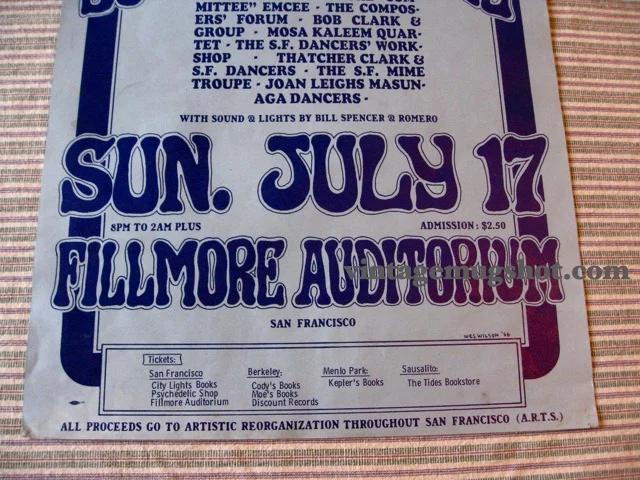 MITTEE" EMCEE · THE COMPOS-
ERS' FORUM · BOB CLARK &
GROUP · MOSA KALEEM QUAR-
TET · THE S.F. DANCERS' WORK-
SHOP · THATCHER CLARK &
S.F. DANCERS · THE S.F. MIME
TROUPE · JOAN LEIGHS MASUN-
AGA DANCERS ·
WITH SOUND & LIGHTS BY BILL SPENCER & ROMERO
SUN. JULY 17
8PM TO 2AM PLUS ADMISSION: $2.50
FILLMORE AUDITORIUM
vintagemugshot.com
SAN FRANCISCO
WES WILSON '66
Tickets:
San Francisco
City Lights Books
Psychedelic Shop
Fillmore Auditorium
Berkeley:
Cody's Books
Moe's Books
Discount Records
Menlo Park:
Kepler's Books
Sausalito:
The Tides Bookstore
ALL PROCEEDS GO TO ARTISTIC REORGANIZATION THROUGHOUT SAN FRANCISCO (A.R.T.S.)